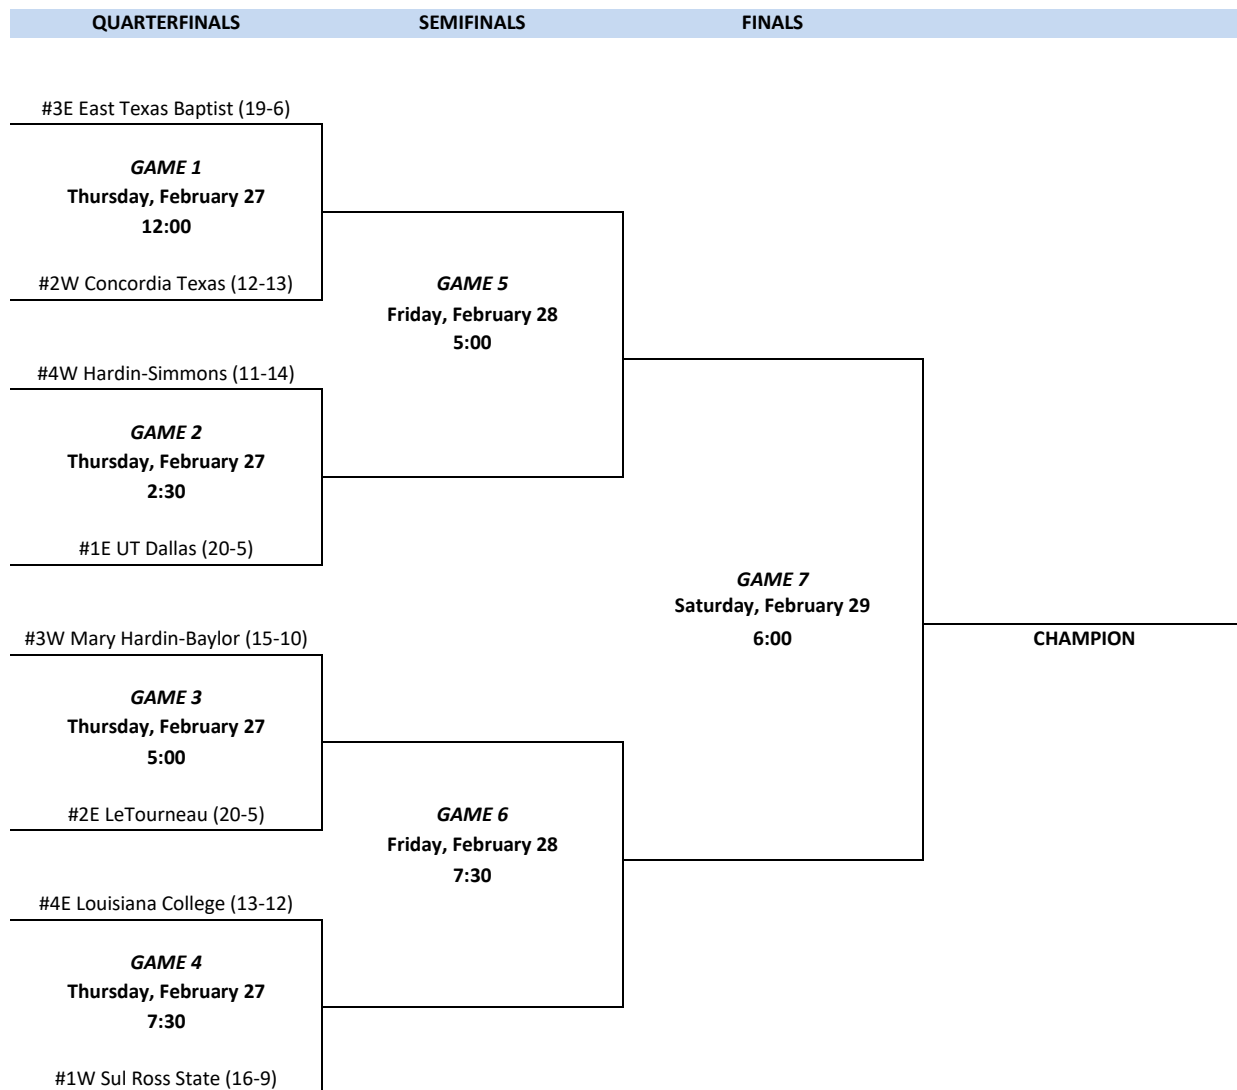 QUARTERFINALS SEMIFINALS FINALS
#3E East Texas Baptist (19-6)
GAME 1
Thursday, February 27
12:00
#2W Concordia Texas (12-13)
GAME 5
Friday, February 28
5:00
#4W Hardin-Simmons (11-14)
GAME 2
Thursday, February 27
2:30
#1E UT Dallas (20-5)
GAME 7
Saturday, February 29
6:00
CHAMPION
#3W Mary Hardin-Baylor (15-10)
GAME 3
Thursday, February 27
5:00
#2E LeTourneau (20-5)
GAME 6
Friday, February 28
7:30
#4E Louisiana College (13-12)
GAME 4
Thursday, February 27
7:30
#1W Sul Ross State (16-9)